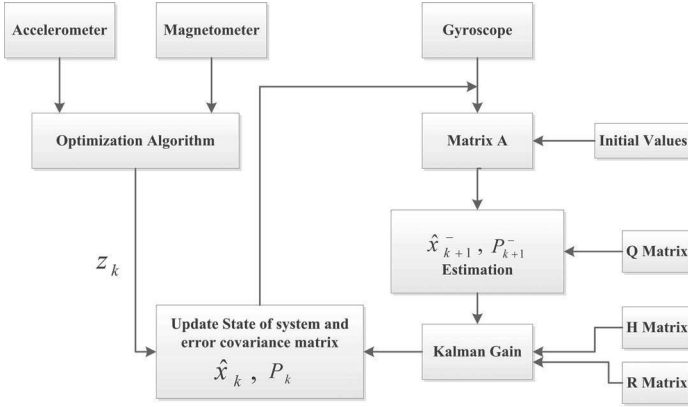 Accelerometer
Magnetometer
Gyroscope
Optimization Algorithm
Matrix A
Initial Values
z_k
x̂⁻_{k+1} , P⁻_{k+1}
Estimation
Q Matrix
Update State of system and
error covariance matrix
x̂_k , P_k
Kalman Gain
H Matrix
R Matrix